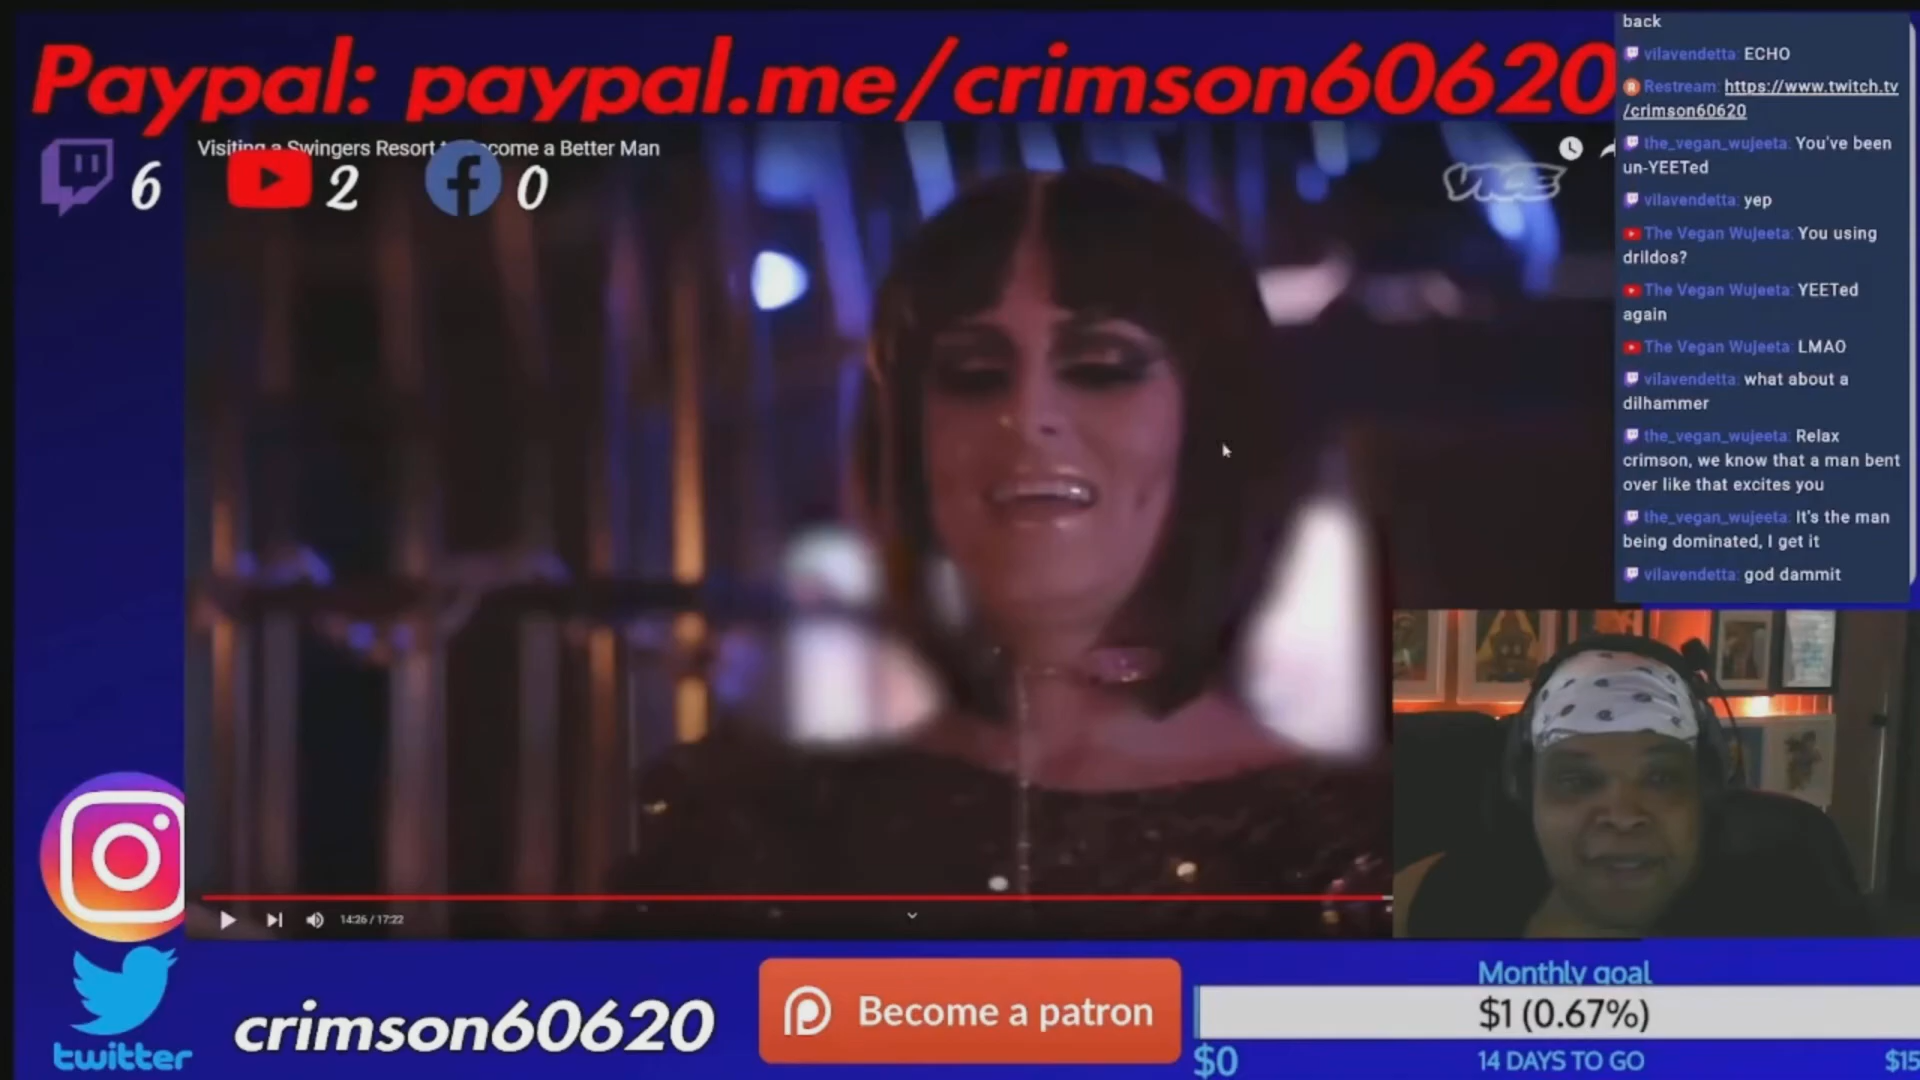 Paypal: paypal.me/crimson60620
Visiting a Swingers Resort to Become a Better Man
6
2
0
VICE
back
vilavendetta: ECHO
Restream: https://www.twitch.tv
/crimson60620
the_vegan_wujeeta: You've been
un-YEETed
vilavendetta: yep
The Vegan Wujeeta: You using
drildos?
The Vegan Wujeeta: YEETed
again
The Vegan Wujeeta: LMAO
vilavendetta: what about a
dilhammer
the_vegan_wujeeta: Relax
crimson, we know that a man bent
over like that excites you
the_vegan_wujeeta: It's the man
being dominated, I get it
vilavendetta: god dammit
14:26 / 17:22
twitter
crimson60620
Become a patron
Monthly goal
$1 (0.67%)
$0
14 DAYS TO GO
$15